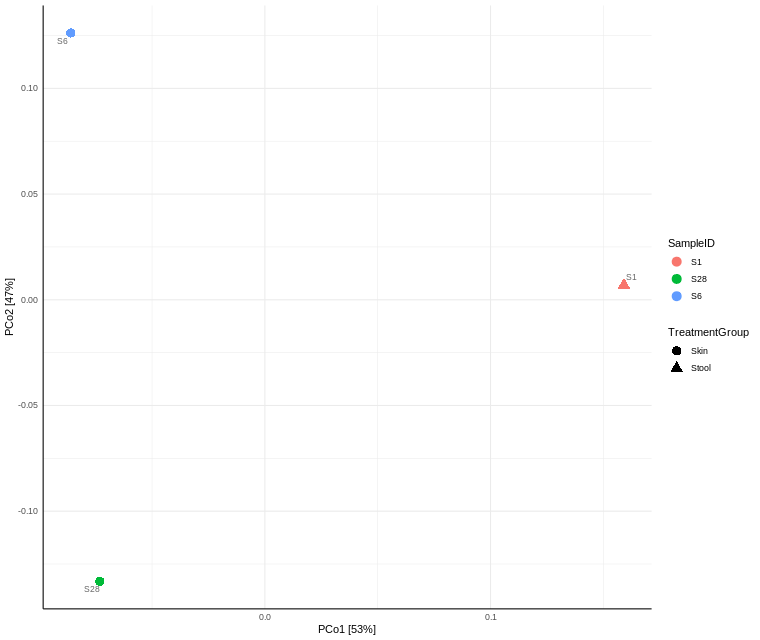 S6
S1
S28
0.10
0.05
0.00
-0.05
-0.10
0.0
0.1
PCo1 [53%]
PCo2 [47%]
SampleID
S1
S28
S6
TreatmentGroup
Skin
Stool